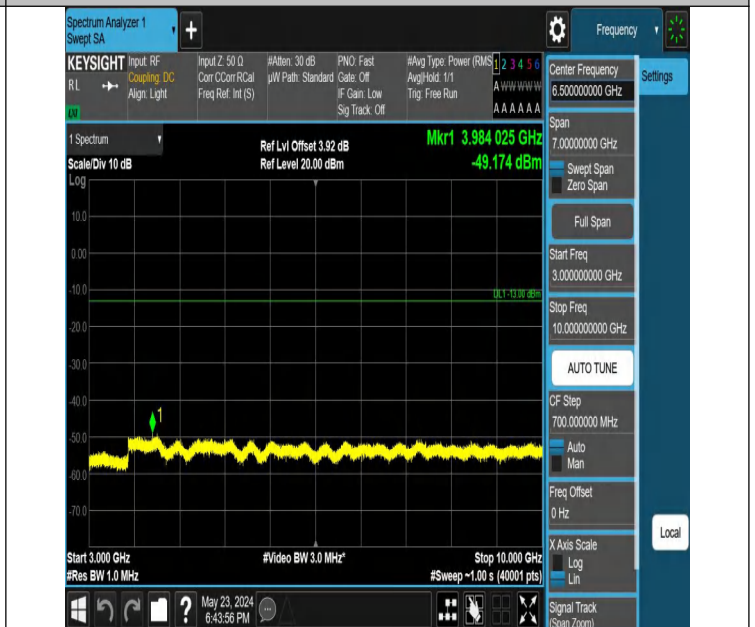 Spectrum Analyzer 1
Swept SA
+
Frequency
KEYSIGHT
RL
Input: RF
Coupling: DC
Align: Light
Input Z: 50 Ω
Corr CCorr RCal
Freq Ref: Int (S)
#Atten: 30 dB
µW Path: Standard
PNO: Fast
Gate: Off
IF Gain: Low
Sig Track: Off
#Avg Type: Power (RMS
Avg|Hold: 1/1
Trig: Free Run
1 2 3 4 5 6
A W W W W W
A A A A A A
1 Spectrum
Scale/Div 10 dB
Log
Ref Lvl Offset 3.92 dB
Ref Level 20.00 dBm
Mkr1 3.984 025 GHz
-49.174 dBm
10.0
0.00
-10.0
DL1 -13.00 dBm
-20.0
-30.0
-40.0
1
-50.0
-60.0
-70.0
Start 3.000 GHz
#Res BW 1.0 MHz
#Video BW 3.0 MHz*
Stop 10.000 GHz
#Sweep ~1.00 s (40001 pts)
?
May 23, 2024
6:43:56 PM
Center Frequency
6.500000000 GHz
Settings
Span
7.00000000 GHz
Swept Span
Zero Span
Full Span
Start Freq
3.000000000 GHz
Stop Freq
10.000000000 GHz
AUTO TUNE
CF Step
700.000000 MHz
Auto
Man
Freq Offset
0 Hz
X Axis Scale
Log
Lin
Local
Signal Track
(Span Zoom)